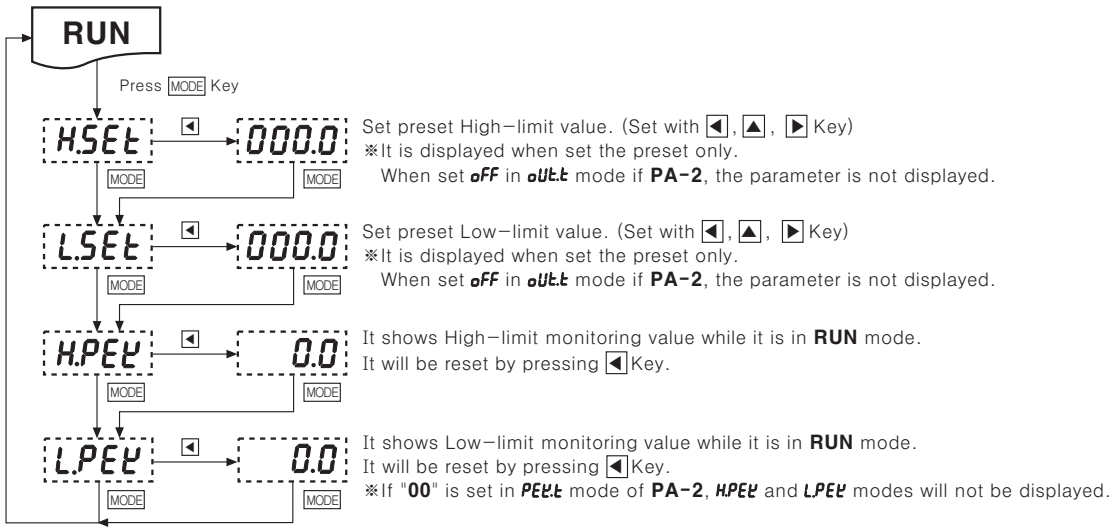 RUN
Press MODE Key
H.SEt ◀ 000.0 Set preset High-limit value. (Set with ◀, ▲, ▶ Key)
※It is displayed when set the preset only.
MODE MODE When set oFF in oUt.t mode if PA-2, the parameter is not displayed.
L.SEt ◀ 000.0 Set preset Low-limit value. (Set with ◀, ▲, ▶ Key)
※It is displayed when set the preset only.
MODE MODE When set oFF in oUt.t mode if PA-2, the parameter is not displayed.
H.PEK ◀ 0.0 It shows High-limit monitoring value while it is in RUN mode.
It will be reset by pressing ◀ Key.
MODE MODE
L.PEK ◀ 0.0 It shows Low-limit monitoring value while it is in RUN mode.
It will be reset by pressing ◀ Key.
MODE MODE ※If "00" is set in PEK.t mode of PA-2, H.PEK and L.PEK modes will not be displayed.